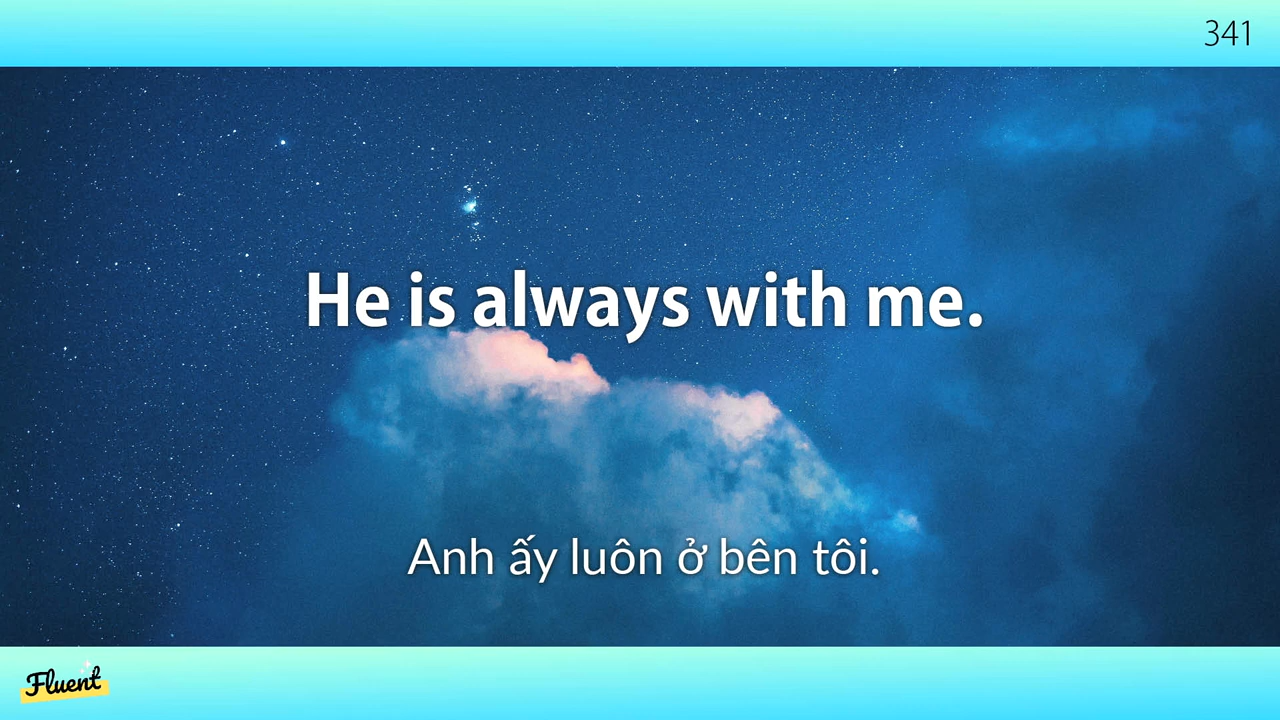 341
He is always with me.
Anh ấy luôn ở bên tôi.
Fluent